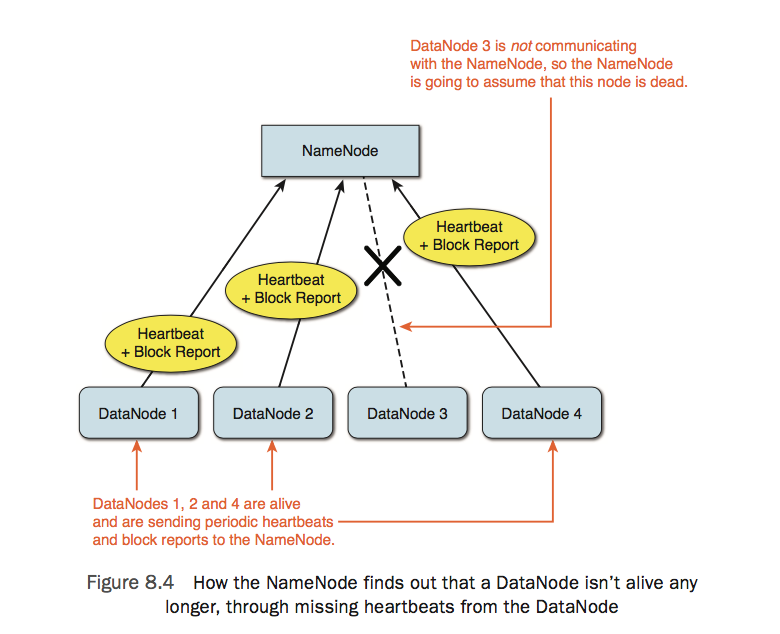 DataNode 3 is not communicating
with the NameNode, so the NameNode
is going to assume that this node is dead.
NameNode
Heartbeat
+ Block Report
Heartbeat
+ Block Report
Heartbeat
+ Block Report
DataNode 1
DataNode 2
DataNode 3
DataNode 4
DataNodes 1, 2 and 4 are alive
and are sending periodic heartbeats
and block reports to the NameNode.
Figure 8.4 How the NameNode finds out that a DataNode isn’t alive any
longer, through missing heartbeats from the DataNode